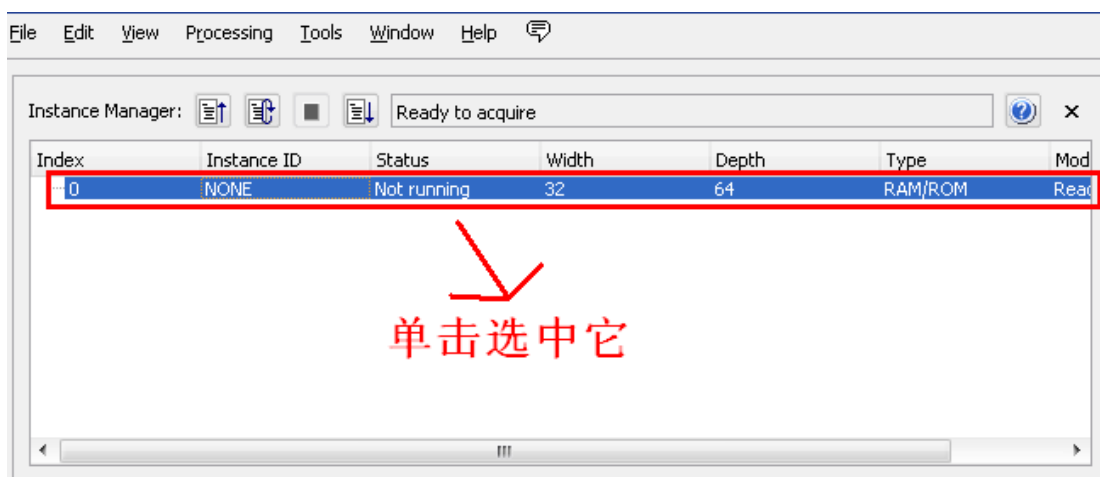 File Edit View Processing Tools Window Help
Instance Manager: Ready to acquire
Index Instance ID Status Width Depth Type Mod
0 NONE Not running 32 64 RAM/ROM Read
单击选中它